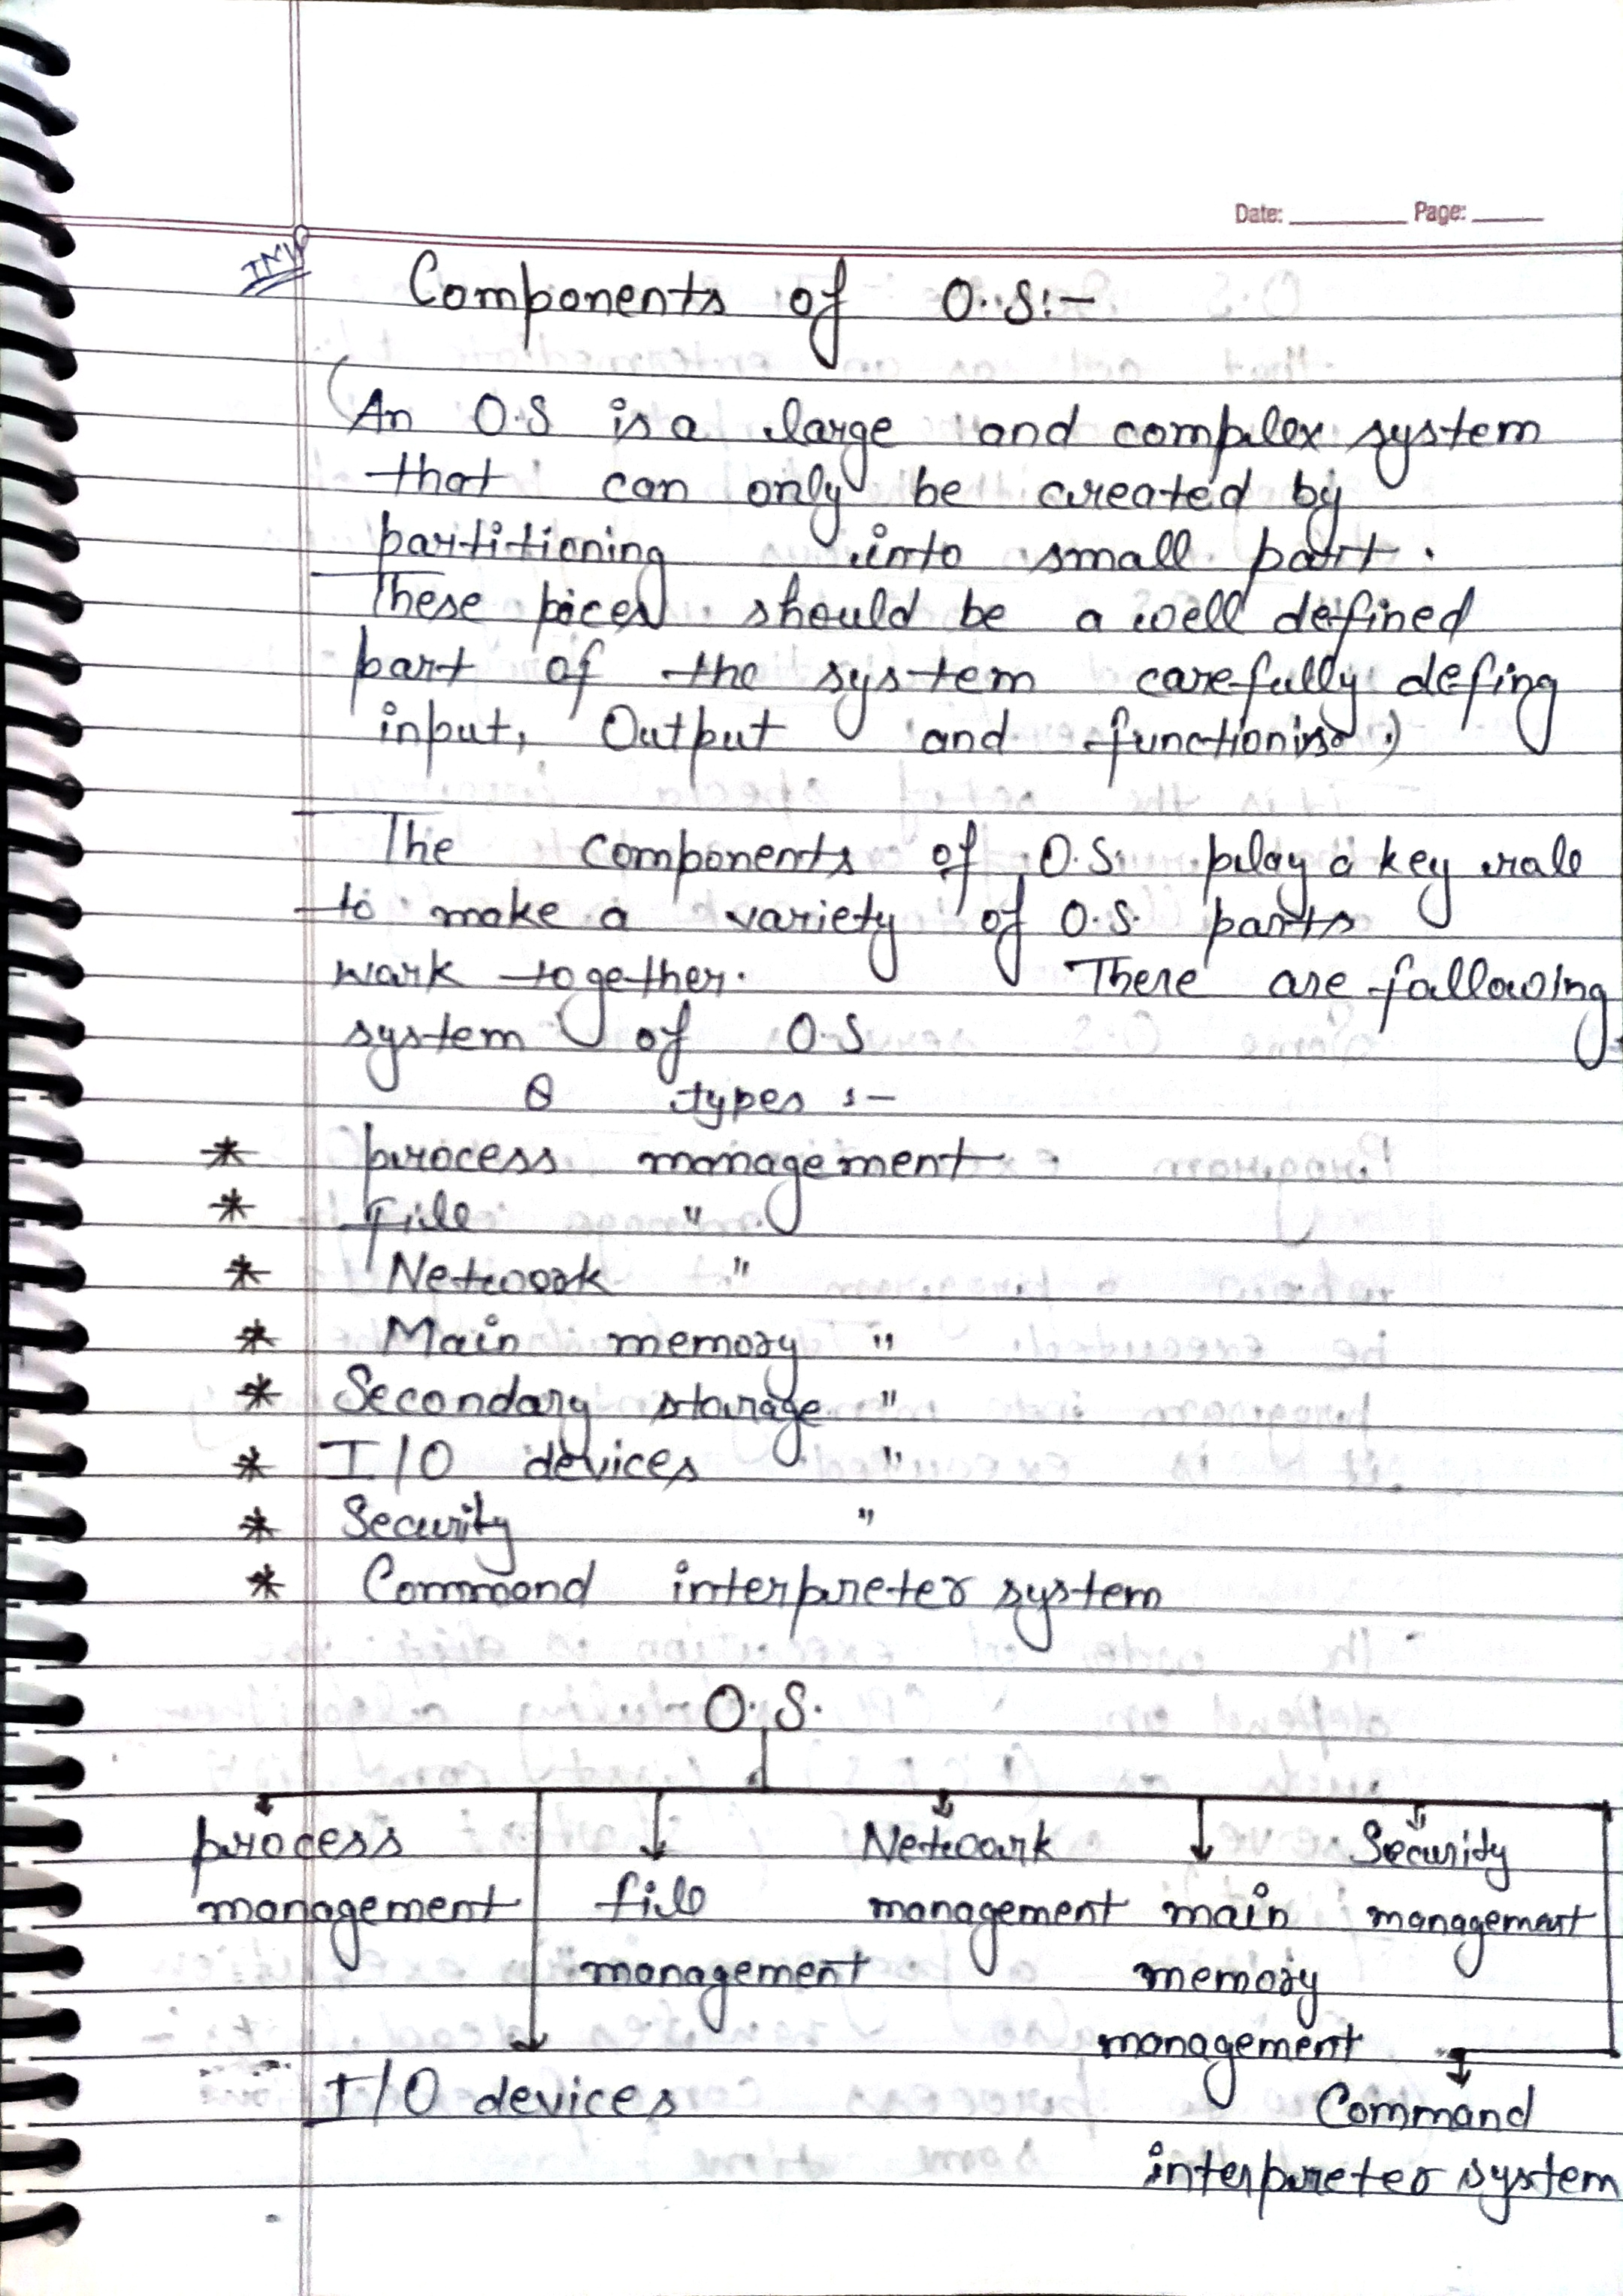 Date: ______ Page: ____
IMP
Components of O.S:-
(An O.S is a large and complex system
that can only be created by
partitioning into small part.
These pices should be a well defined
part of the system carefully defing
input, Output and functionins.)
The components of O.S. play a key role
to make a variety of O.S. parts
work together. There are following
system of O.S
types :-
* process management
* File "
* Network "
* Main memory "
* Secondary storage "
* I/O devices "
* Security "
* Command interpreter system
O.S.
process Network Security
management file management main management
management memory
management
I/O devices Command
interpreter system